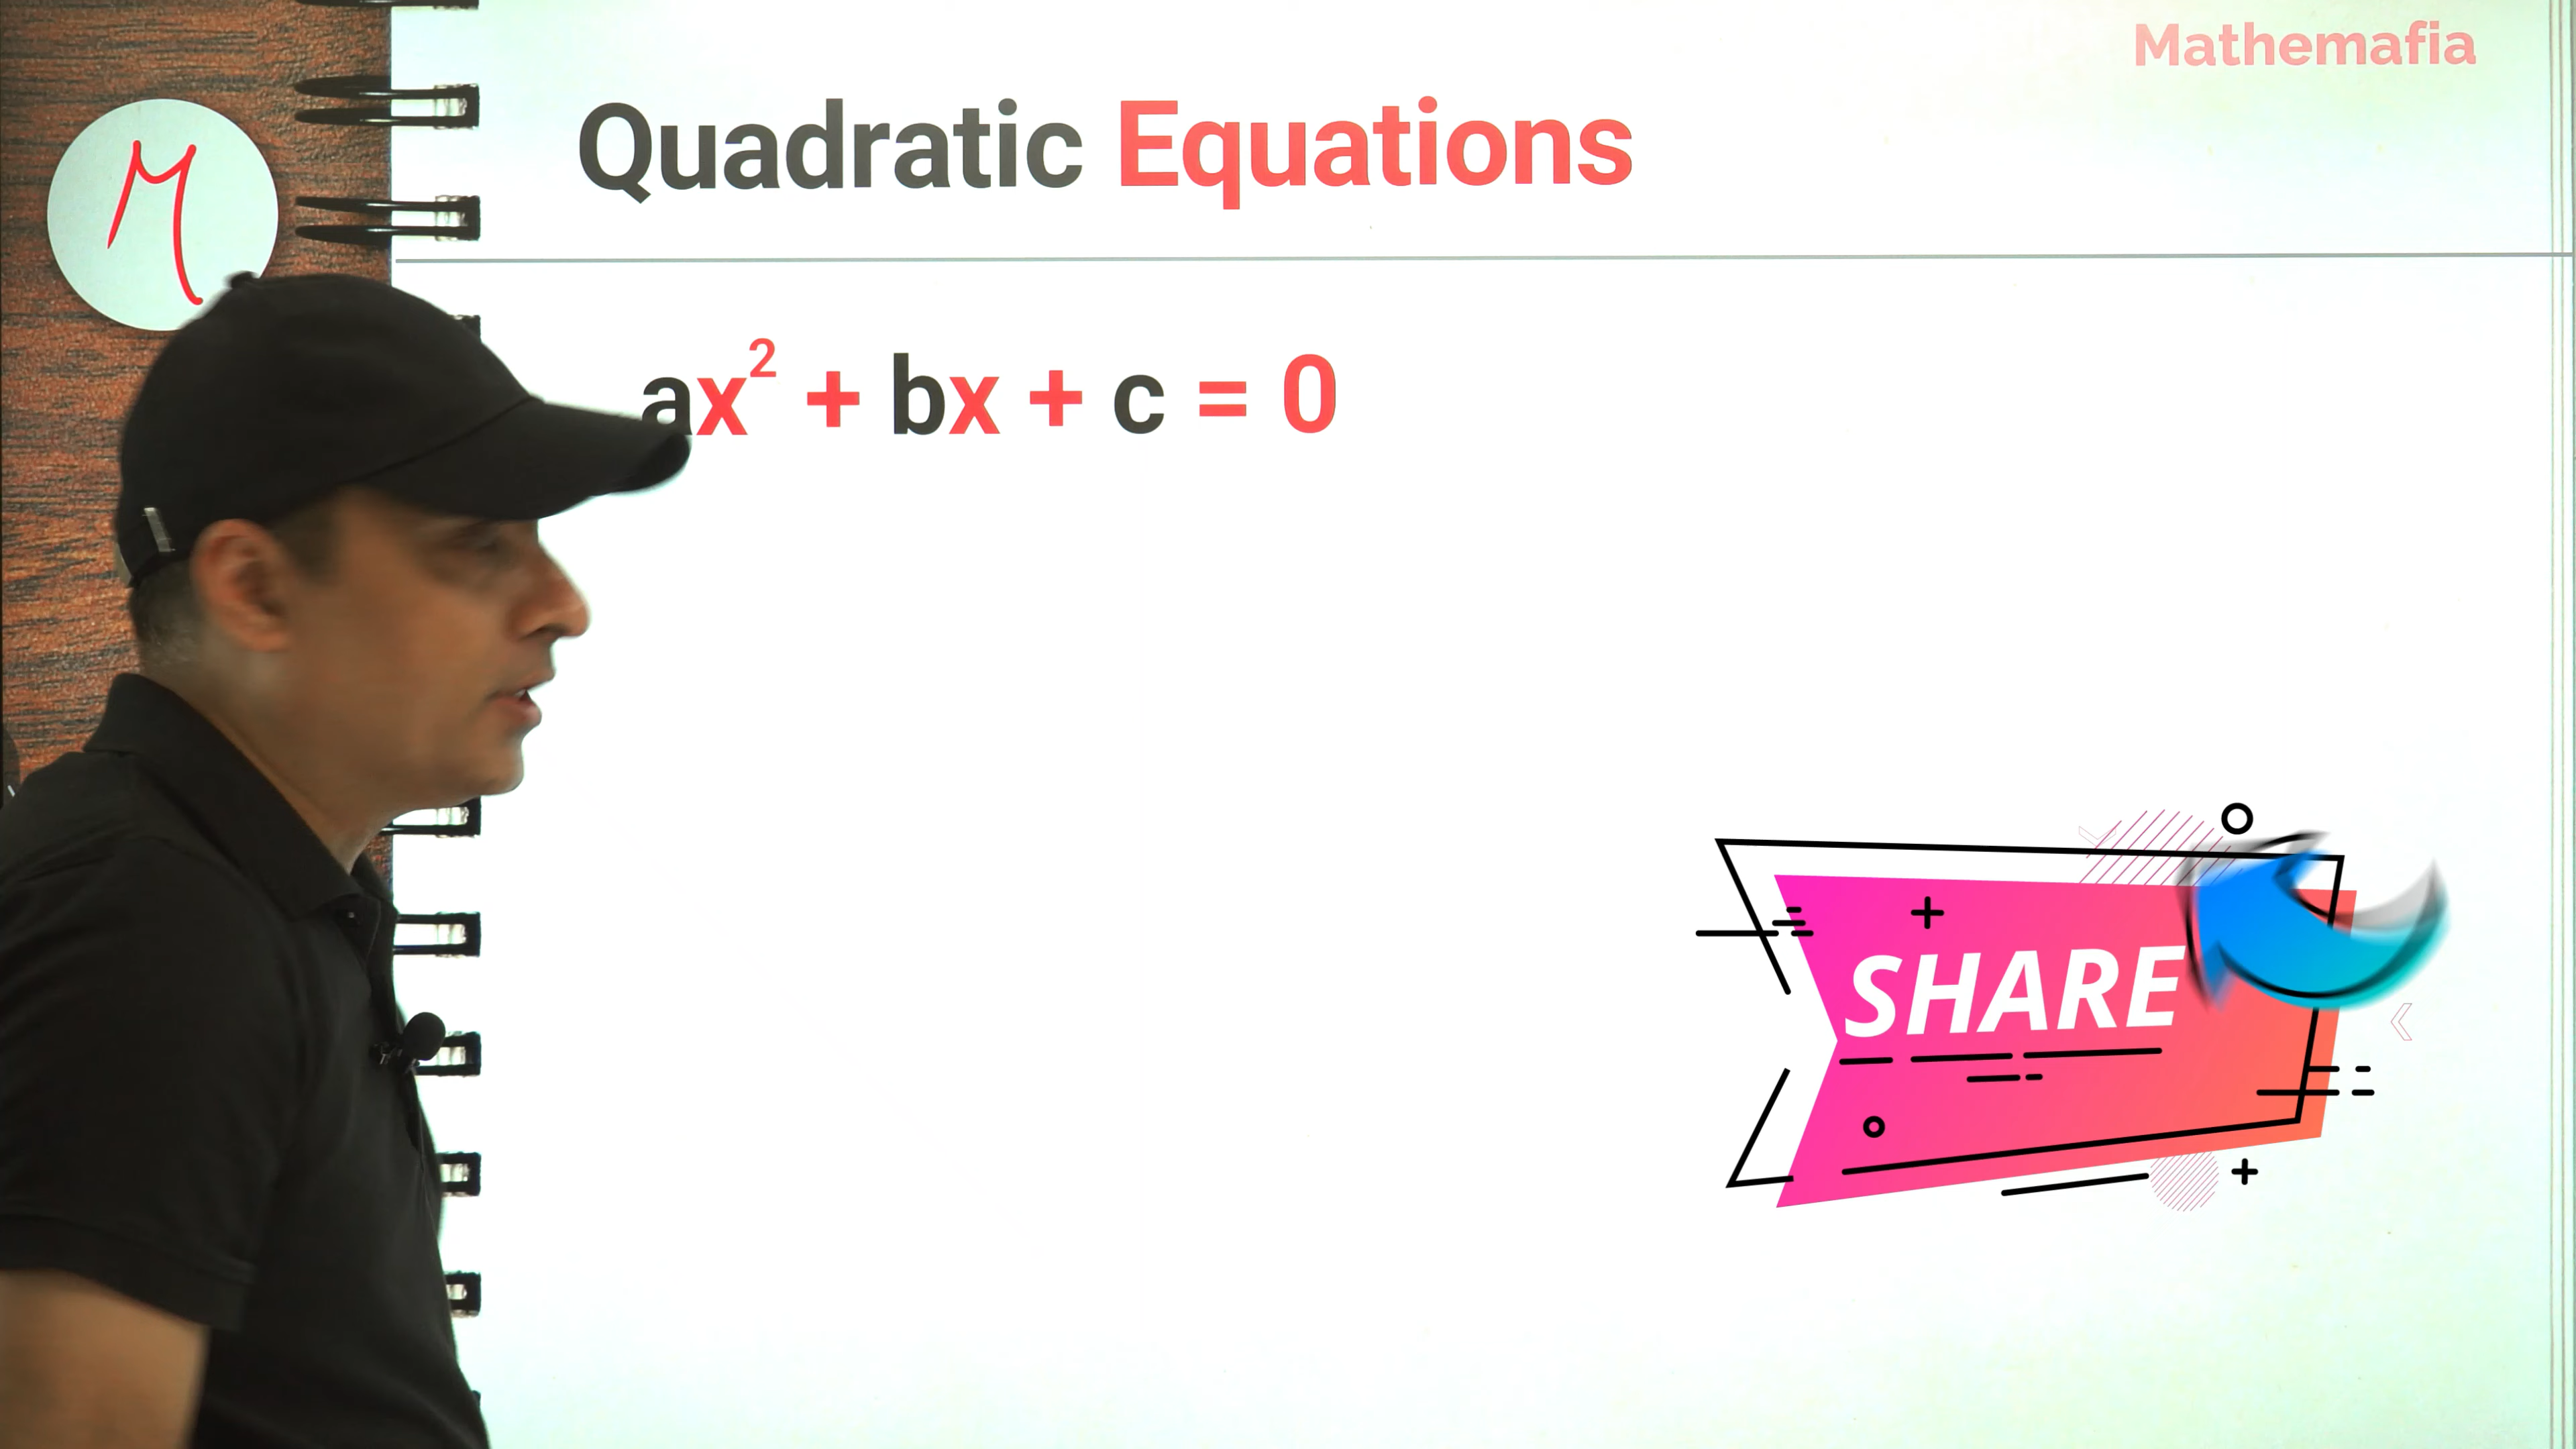 Mathemafia
M
Quadratic Equations
ax² + bx + c = 0
SHARE